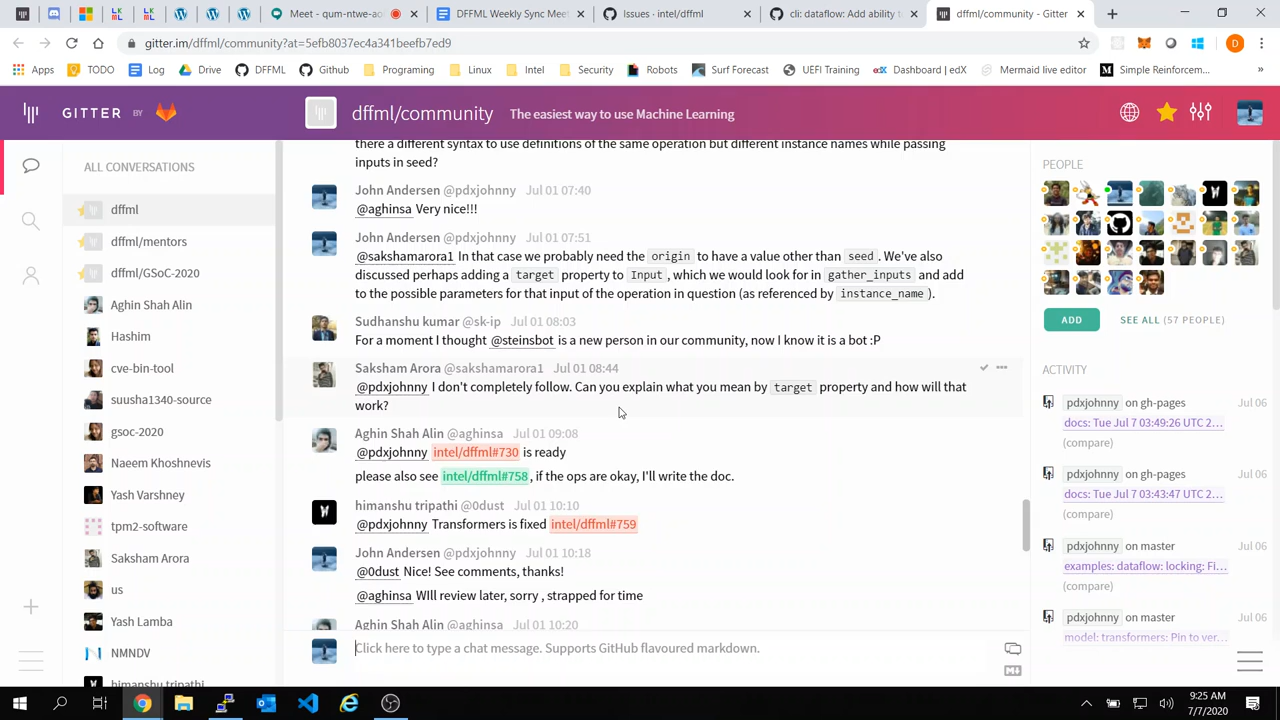 Meet - qum-ntwe-aoi
DFFML Weekly Sync Meet
Issues · intel/dffml
cli: dataflow: Add ability t
dffml/community - Gitter
gitter.im/dffml/community?at=5efb8037ec4a341beefb7ed9
Apps TODO Log Drive DFFML Github Programing Linux Intel Security Robots Surf Forecast UEFI Training Dashboard | edX Mermaid live editor Simple Reinforcem... »
GITTER BY
dffml/community The easiest way to use Machine Learning
ALL CONVERSATIONS
dffml
dffml/mentors
dffml/GSoC-2020
Aghin Shah Alin
Hashim
cve-bin-tool
suusha1340-source
gsoc-2020
Naeem Khoshnevis
Yash Varshney
tpm2-software
Saksham Arora
us
Yash Lamba
NMNDV
himanshu tripathi
there a different syntax to use definitions of the same operation but different instance names while passing
inputs in seed?
John Andersen @pdxjohnny Jul 01 07:40
@aghinsa Very nice!!!
John Andersen @pdxjohnny Jul 01 07:51
@sakshamarora1 In that case we probably need the origin to have a value other than seed. We've also
discussed perhaps adding a target property to Input, which we would look for in gather_inputs and add
to the possible parameters for that input of the operation in question (as referenced by instance_name).
Sudhanshu kumar @sk-ip Jul 01 08:03
For a moment I thought @steinsbot is a new person in our community, now I know it is a bot :P
Saksham Arora @sakshamarora1 Jul 01 08:44
@pdxjohnny I don't completely follow. Can you explain what you mean by target property and how will that
work?
Aghin Shah Alin @aghinsa Jul 01 09:08
@pdxjohnny intel/dffml#730 is ready
please also see intel/dffml#758, if the ops are okay, I'll write the doc.
himanshu tripathi @0dust Jul 01 10:10
@pdxjohnny Transformers is fixed intel/dffml#759
John Andersen @pdxjohnny Jul 01 10:18
@0dust Nice! See comments, thanks!
@aghinsa WIll review later, sorry , strapped for time
Aghin Shah Alin @aghinsa Jul 01 10:20
Click here to type a chat message. Supports GitHub flavoured markdown.
PEOPLE
ADD SEE ALL (57 PEOPLE)
ACTIVITY
pdxjohnny on gh-pages Jul 06
docs: Tue Jul 7 03:49:26 UTC 2...
(compare)
pdxjohnny on gh-pages Jul 06
docs: Tue Jul 7 03:43:47 UTC 2...
(compare)
pdxjohnny on master Jul 06
examples: dataflow: locking: Fi...
(compare)
pdxjohnny on master Jul 06
model: transformers: Pin to ver...
9:25 AM
7/7/2020